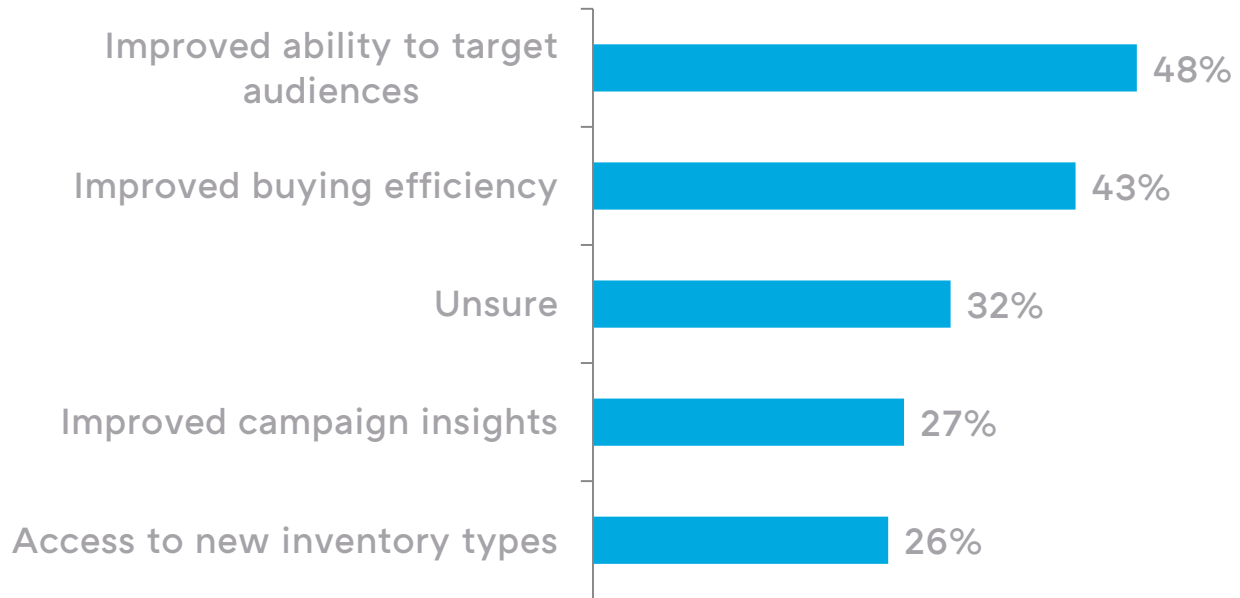 Improved ability to target
audiences
48%
Improved buying efficiency
43%
Unsure
32%
Improved campaign insights
27%
Access to new inventory types
26%